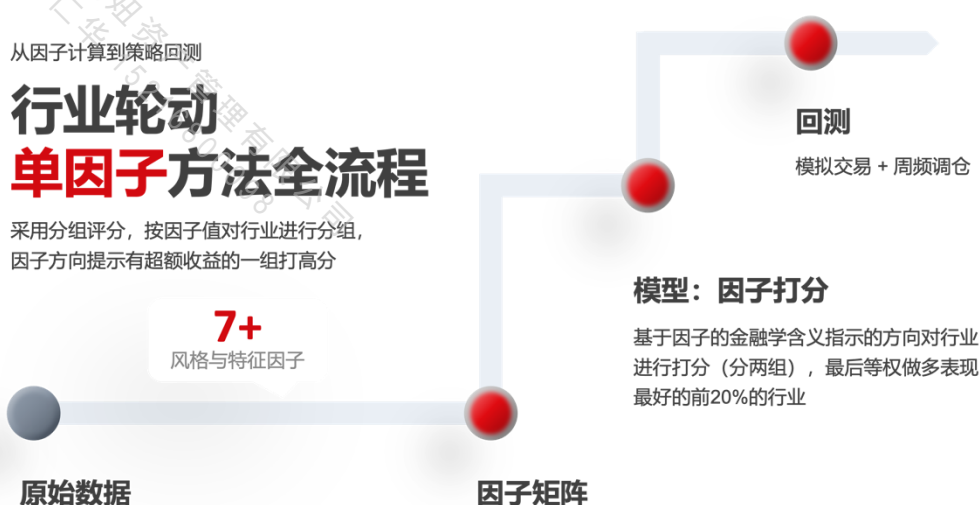 从因子计算到策略回测
行业轮动
单因子方法全流程
采用分组评分，按因子值对行业进行分组，
因子方向提示有超额收益的一组打高分
7+
风格与特征因子
原始数据
因子矩阵
模型：因子打分
基于因子的金融学含义指示的方向对行业
进行打分（分两组），最后等权做多表现
最好的前20%的行业
回测
模拟交易 + 周频调仓